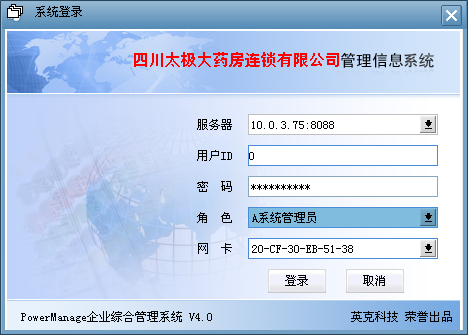 系统登录
四川太极大药房连锁有限公司管理信息系统
服务器 10.0.3.75:8088
用户ID 0
密 码 **********
角 色 A系统管理员
网 卡 20-CF-30-EB-51-38
登录 取消
PowerManage企业综合管理系统 V4.0 英克科技 荣誉出品